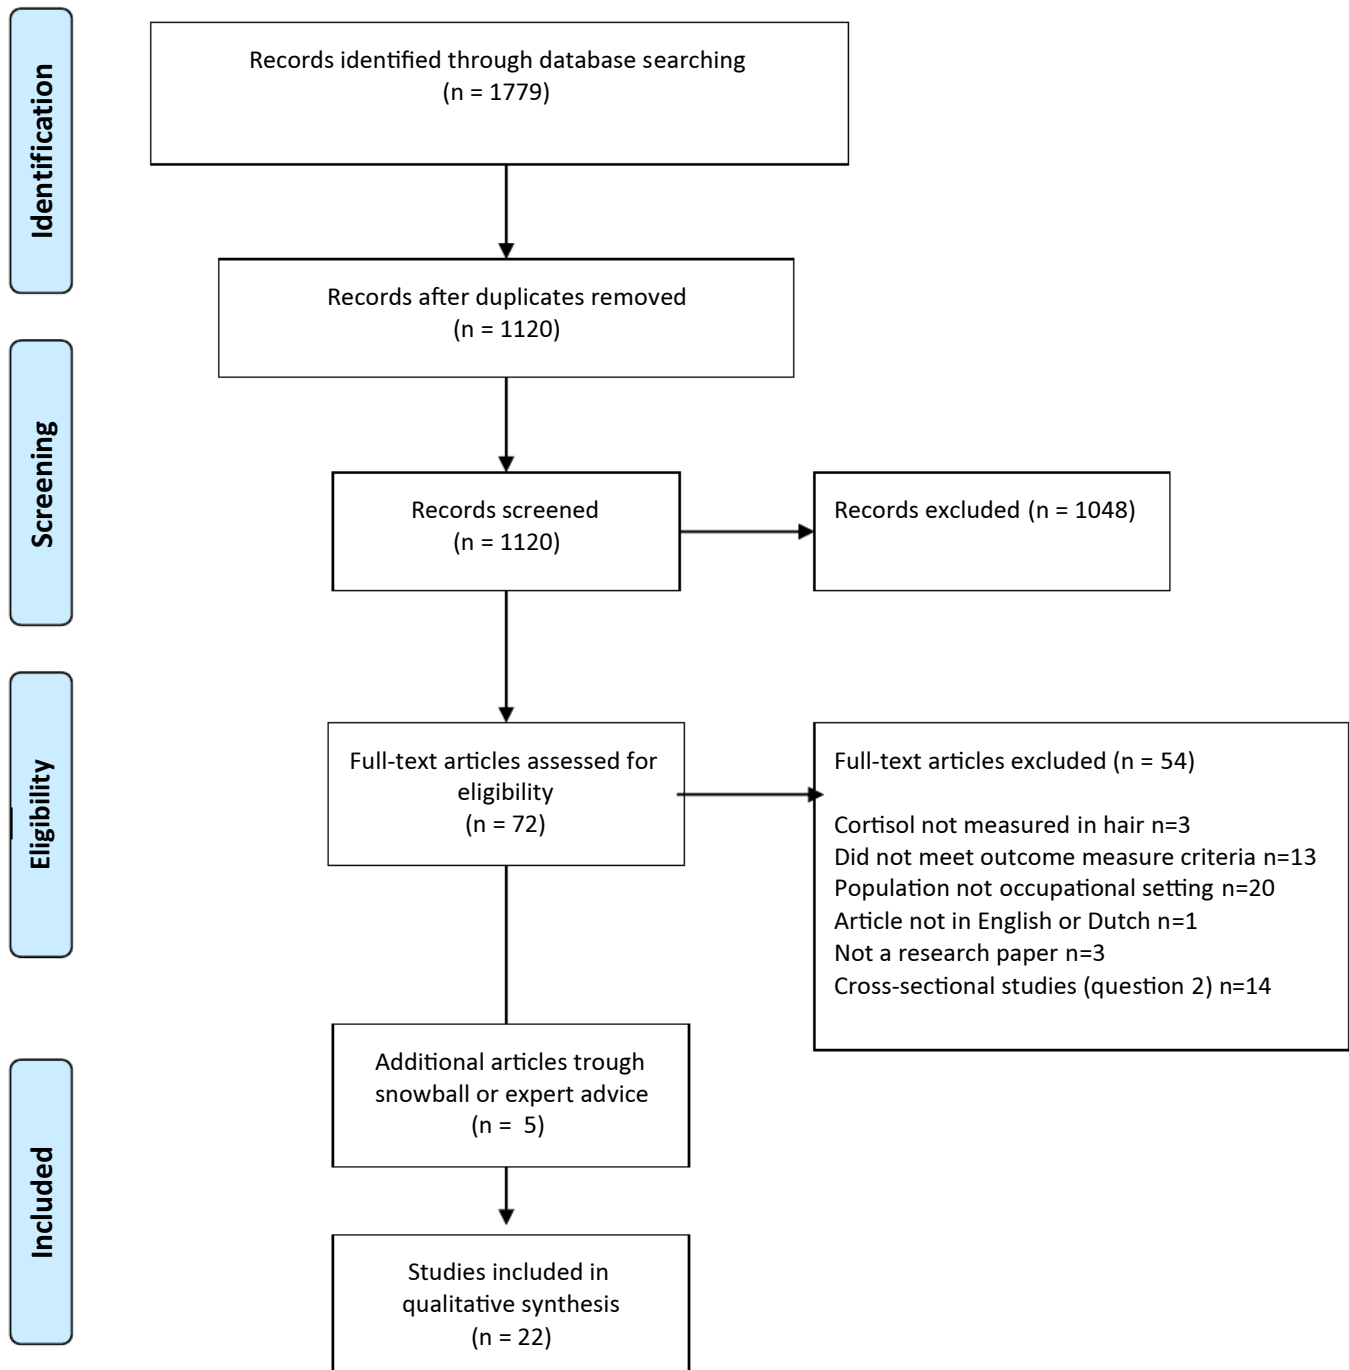 Identification
Records identified through database searching
(n = 1779)
Records after duplicates removed
(n = 1120)
Screening
Records screened
(n = 1120)
Records excluded (n = 1048)
Eligibility
Full-text articles assessed for
eligibility
(n = 72)
Full-text articles excluded (n = 54)
Cortisol not measured in hair n=3
Did not meet outcome measure criteria n=13
Population not occupational setting n=20
Article not in English or Dutch n=1
Not a research paper n=3
Cross-sectional studies (question 2) n=14
Included
Additional articles trough
snowball or expert advice
(n =  5)
Studies included in
qualitative synthesis
(n = 22)